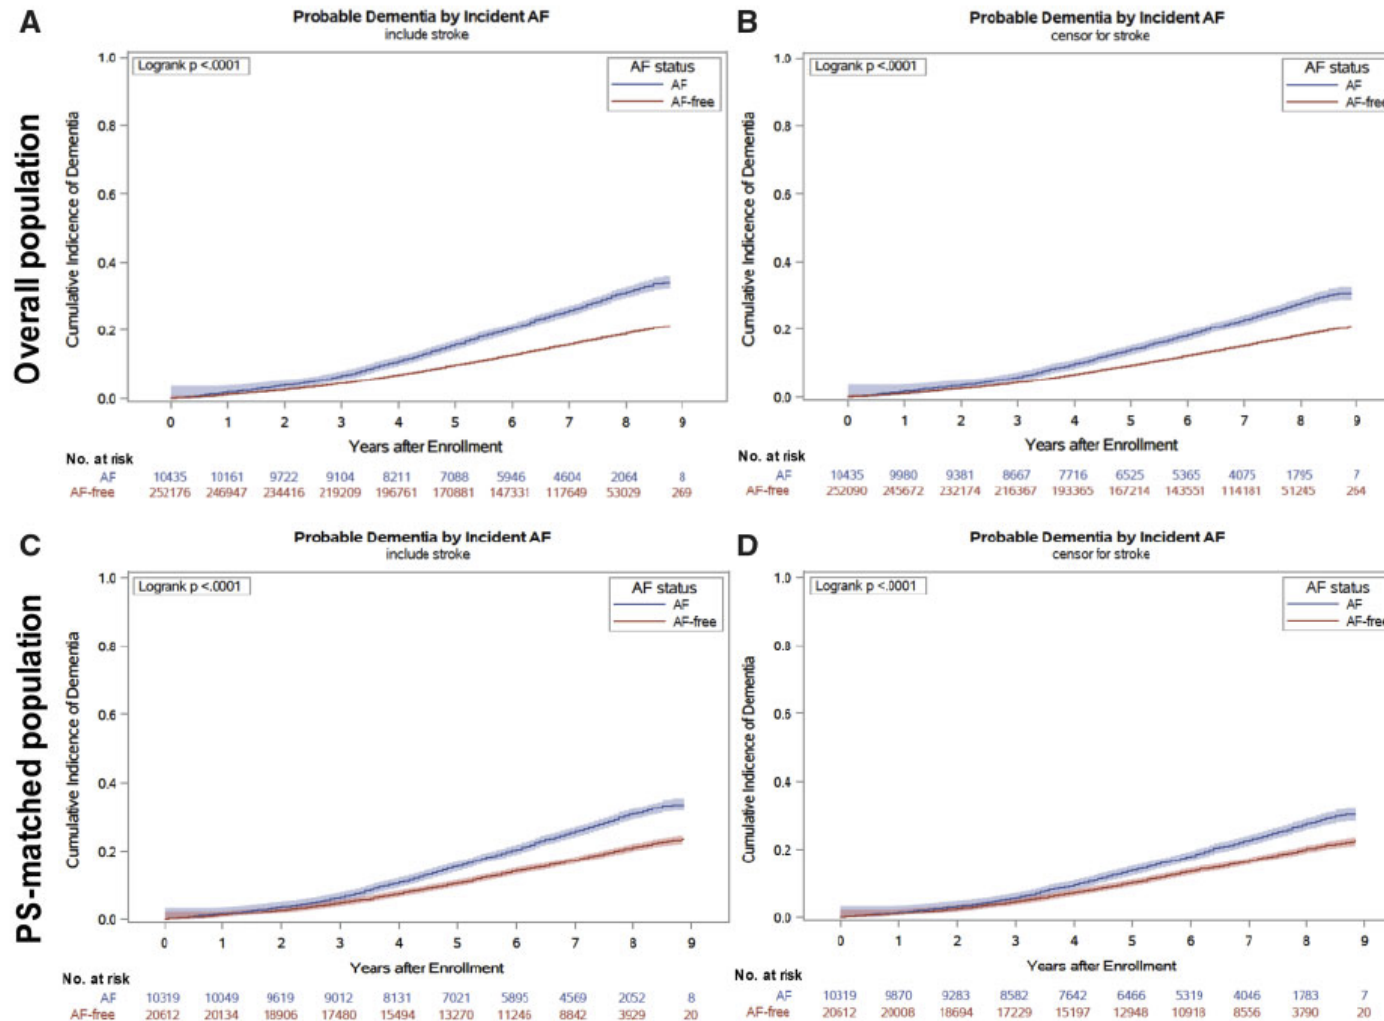 A
Probable Dementia by Incident AF
include stroke
Logrank p <.0001
AF status
AF
AF-free
Cumulative Indicence of Dementia
1.0
0.8
0.6
0.4
0.2
0.0
0 1 2 3 4 5 6 7 8 9
Years after Enrollment
No. at risk
AF 10435 10161 9722 9104 8211 7088 5946 4604 2064 8
AF-free 252176 246947 234416 219209 196761 170881 147331 117649 53029 269
B
Probable Dementia by Incident AF
censor for stroke
Logrank p <.0001
AF status
AF
AF-free
Cumulative Indicence of Dementia
1.0
0.8
0.6
0.4
0.2
0.0
0 1 2 3 4 5 6 7 8 9
Years after Enrollment
No. at risk
AF 10435 9980 9381 8667 7716 6525 5365 4075 1795 7
AF-free 252090 245672 232174 216367 193365 167214 143551 114181 51245 264
Overall population
C
Probable Dementia by Incident AF
include stroke
Logrank p <.0001
AF status
AF
AF-free
Cumulative Indicence of Dementia
1.0
0.8
0.6
0.4
0.2
0.0
0 1 2 3 4 5 6 7 8 9
Years after Enrollment
No. at risk
AF 10319 10049 9619 9012 8131 7021 5895 4569 2052 8
AF-free 20612 20134 18906 17480 15494 13270 11246 8842 3929 20
D
Probable Dementia by Incident AF
censor for stroke
Logrank p <.0001
AF status
AF
AF-free
Cumulative Indicence of Dementia
1.0
0.8
0.6
0.4
0.2
0.0
0 1 2 3 4 5 6 7 8 9
Years after Enrollment
No. at risk
AF 10319 9870 9283 8582 7642 6466 5319 4046 1783 7
AF-free 20612 20008 18694 17229 15197 12948 10918 8556 3790 20
PS-matched population